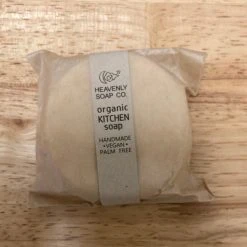 HEAVENLY
SOAP CO.
organic
KITCHEN
soap
HANDMADE
• VEGAN •
PALM FREE